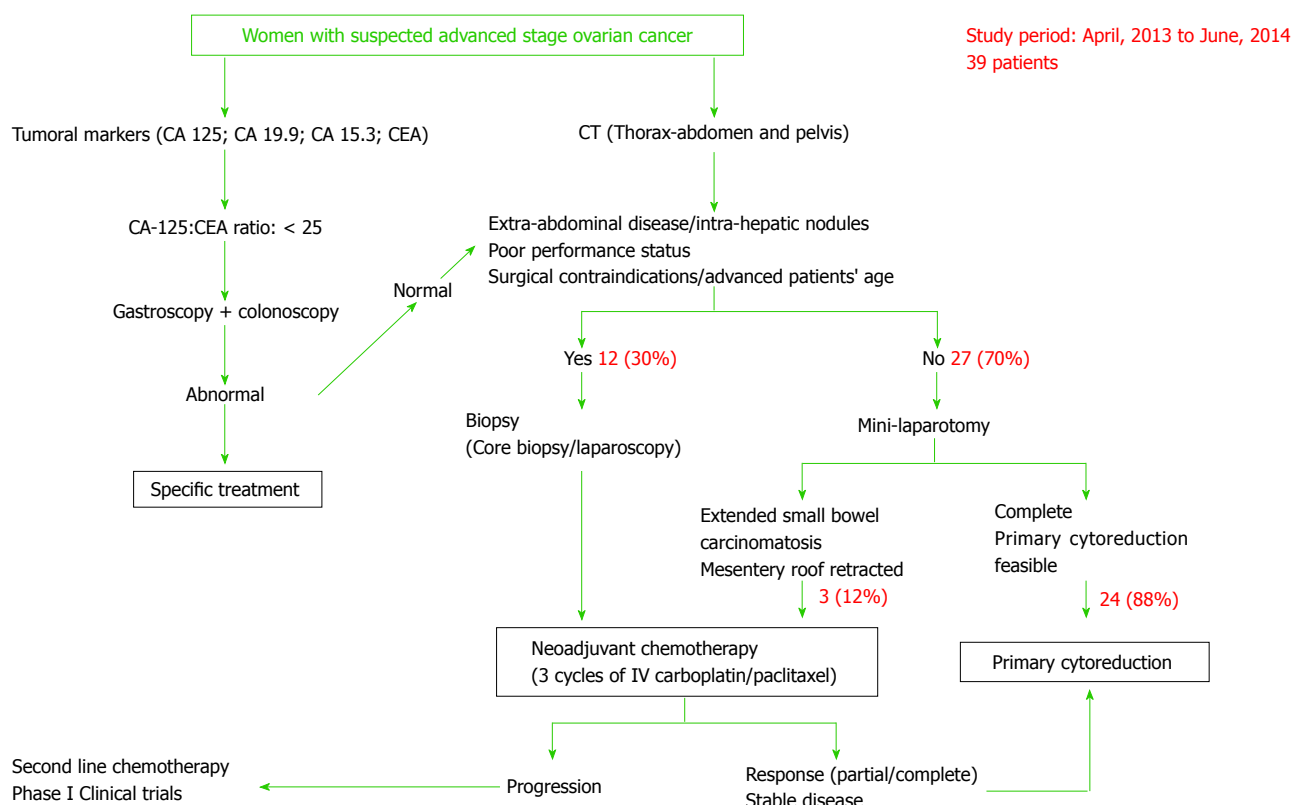 Women with suspected advanced stage ovarian cancer
Study period: April, 2013 to June, 2014
39 patients
Tumoral markers (CA 125; CA 19.9; CA 15.3; CEA)
CT (Thorax-abdomen and pelvis)
CA-125:CEA ratio: < 25
Extra-abdominal disease/intra-hepatic nodules
Poor performance status
Surgical contraindications/advanced patients' age
Normal
Gastroscopy + colonoscopy
Abnormal
Specific treatment
Yes 12 (30%)
No 27 (70%)
Biopsy
(Core biopsy/laparoscopy)
Mini-laparotomy
Extended small bowel
carcinomatosis
Mesentery roof retracted
3 (12%)
Complete
Primary cytoreduction
feasible
24 (88%)
Neoadjuvant chemotherapy
(3 cycles of IV carboplatin/paclitaxel)
Primary cytoreduction
Second line chemotherapy
Phase I Clinical trials
Progression
Response (partial/complete)
Stable disease